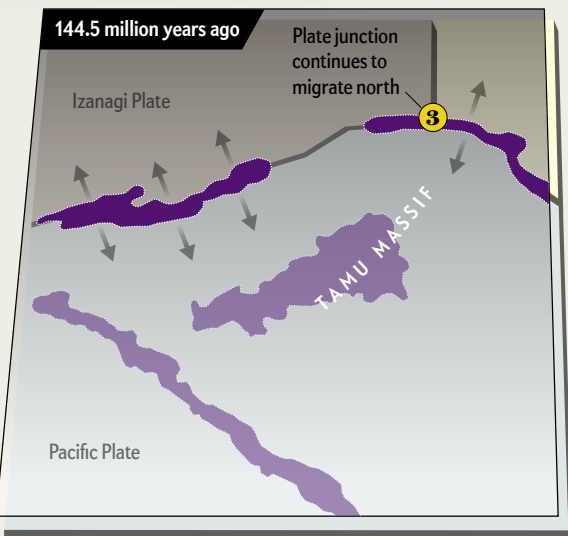 144.5 million years ago
Plate junction
continues to
migrate north
Izanagi Plate
3
TAMU MASSIF
Pacific Plate